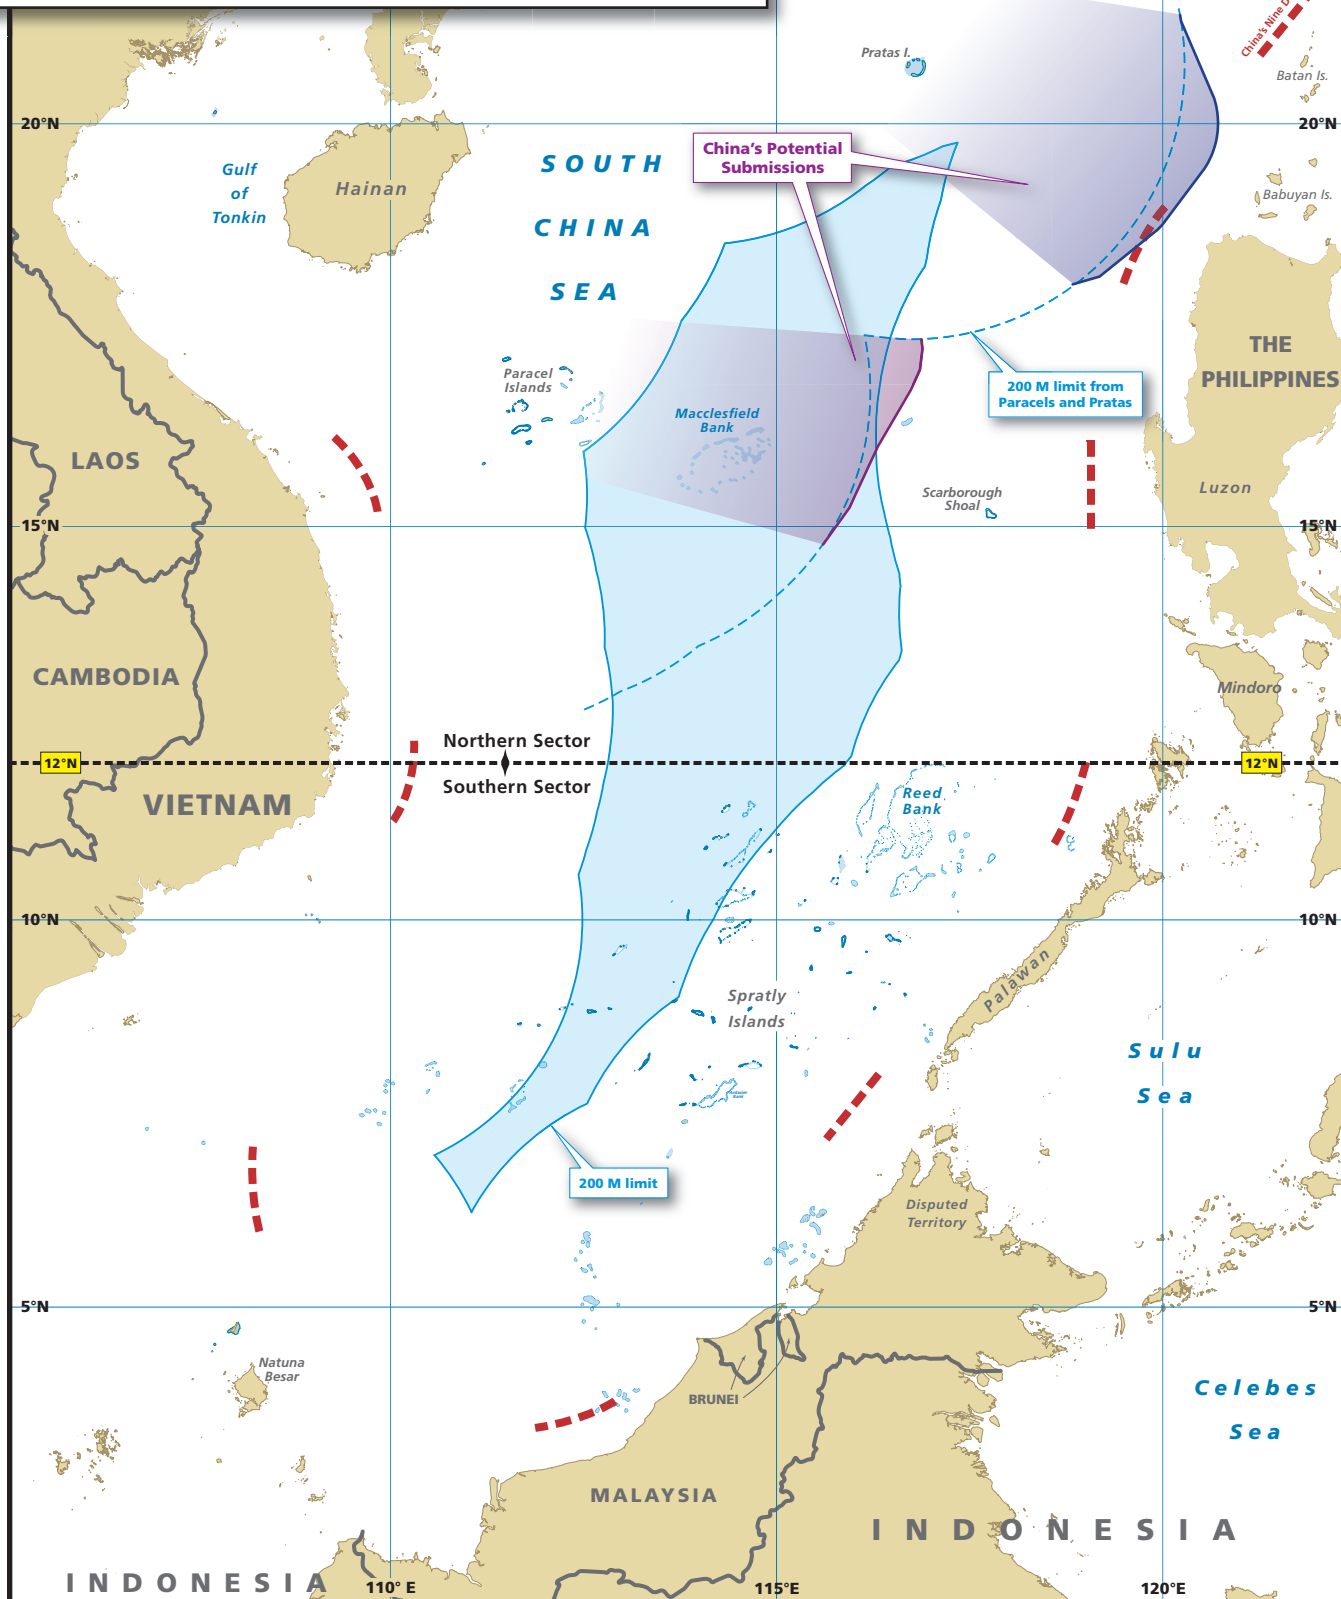 China's Nine D
Pratas I.
Batan Is.
20°N
20°N
China's Potential
Submissions
SOUTH
CHINA
SEA
Gulf
of
Tonkin
Hainan
Babuyan Is.
THE
PHILIPPINES
200 M limit from
Paracels and Pratas
Paracel
Islands
Macclesfield
Bank
LAOS
Scarborough
Shoal
Luzon
15°N
15°N
CAMBODIA
Mindoro
Northern Sector
12°N
12°N
Southern Sector
VIETNAM
Reed
Bank
10°N
10°N
Palawan
Spratly
Islands
Sulu
Sea
200 M limit
Disputed
Territory
5°N
5°N
Natuna
Besar
BRUNEI
Celebes
Sea
MALAYSIA
INDONESIA
INDONESIA
110° E
115°E
120°E